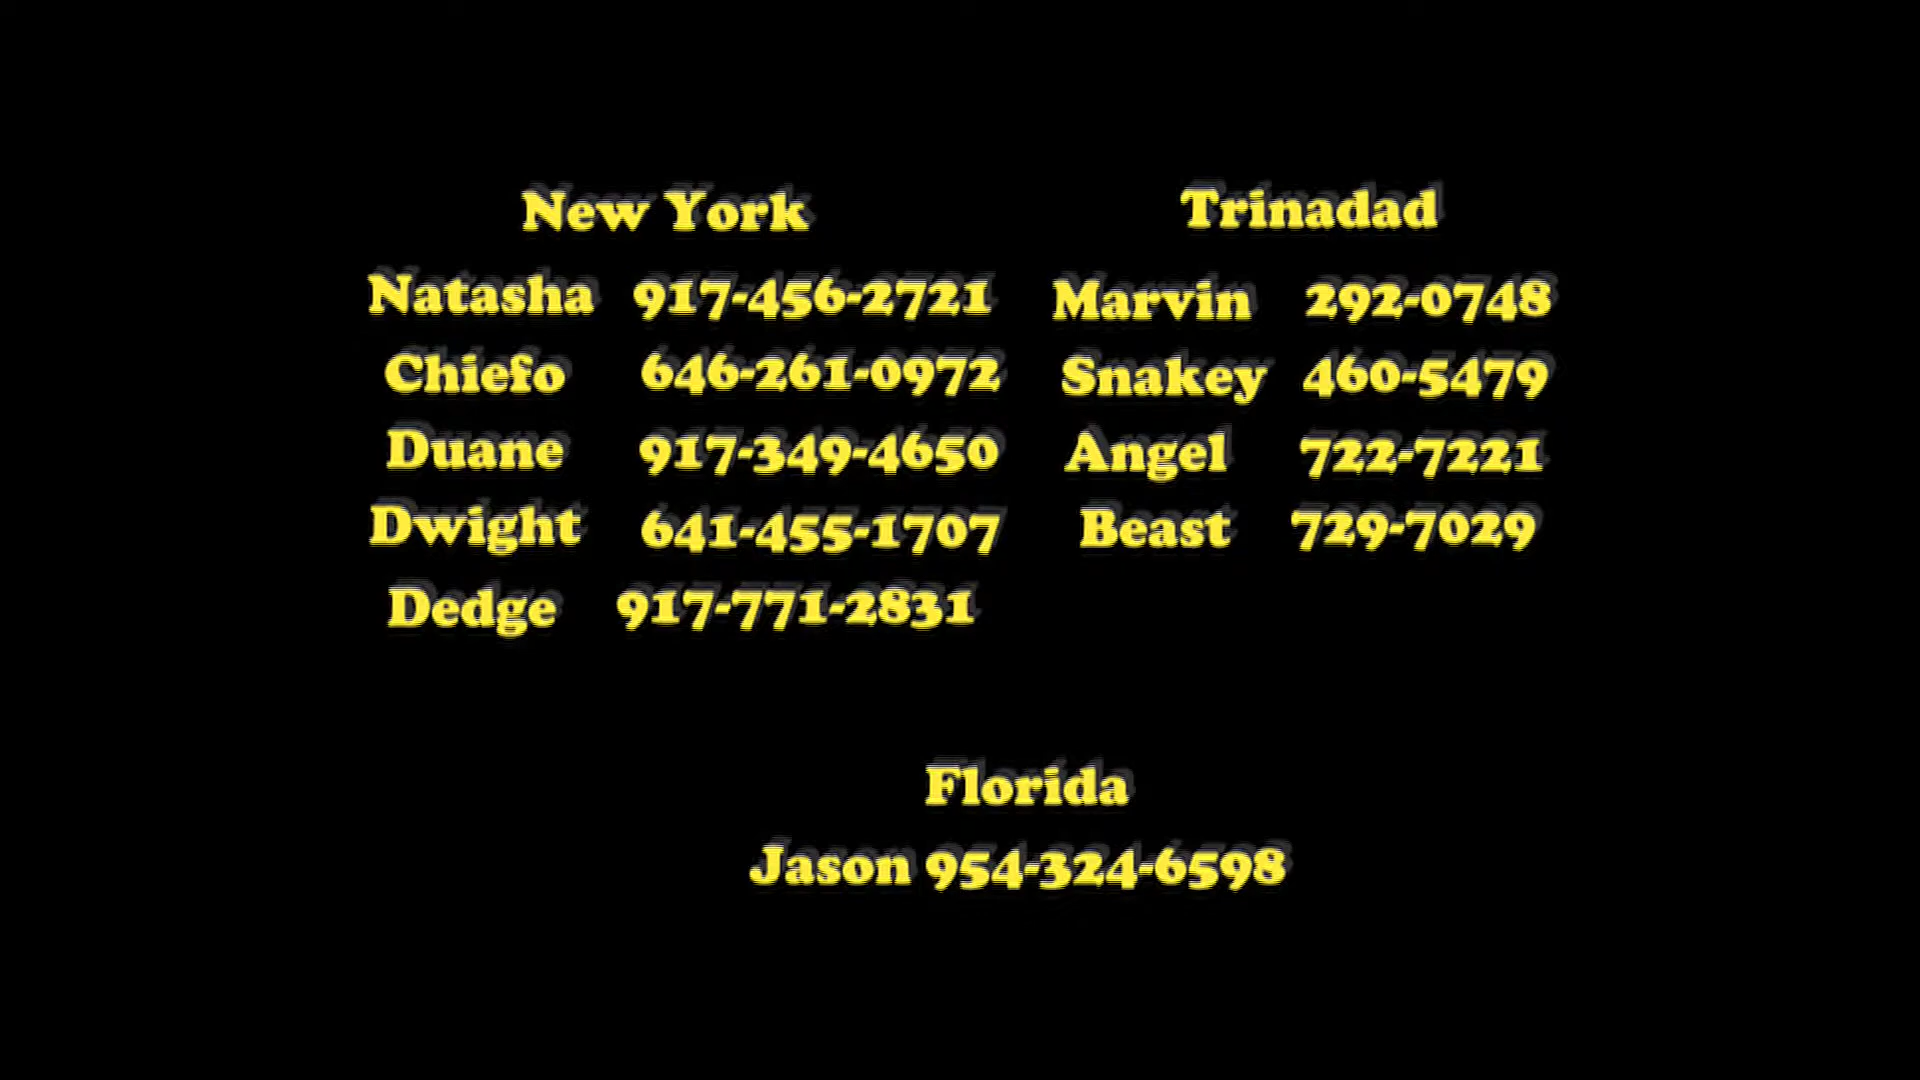 New York
Natasha 917-456-2721
Chiefo 646-261-0972
Duane 917-349-4650
Dwight 641-455-1707
Dedge 917-771-2831
Trinadad
Marvin 292-0748
Snakey 460-5479
Angel 722-7221
Beast 729-7029
Florida
Jason 954-324-6598